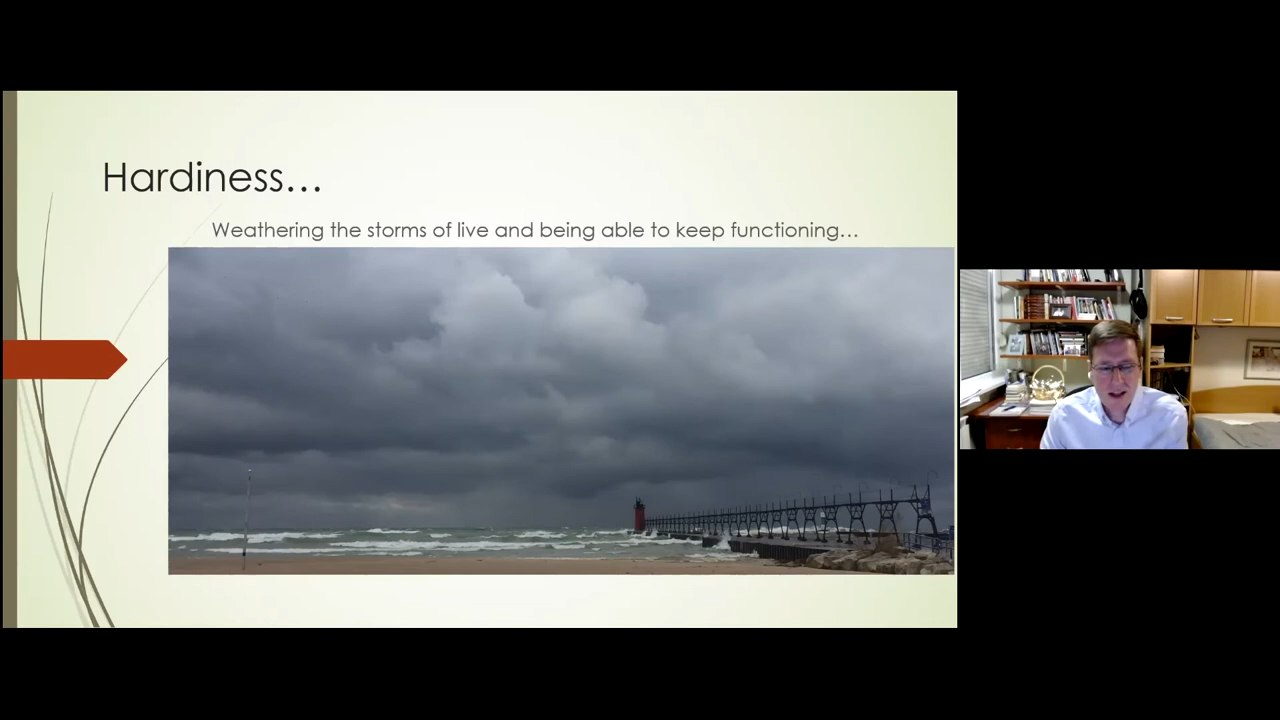 Hardiness…
Weathering the storms of live and being able to keep functioning…